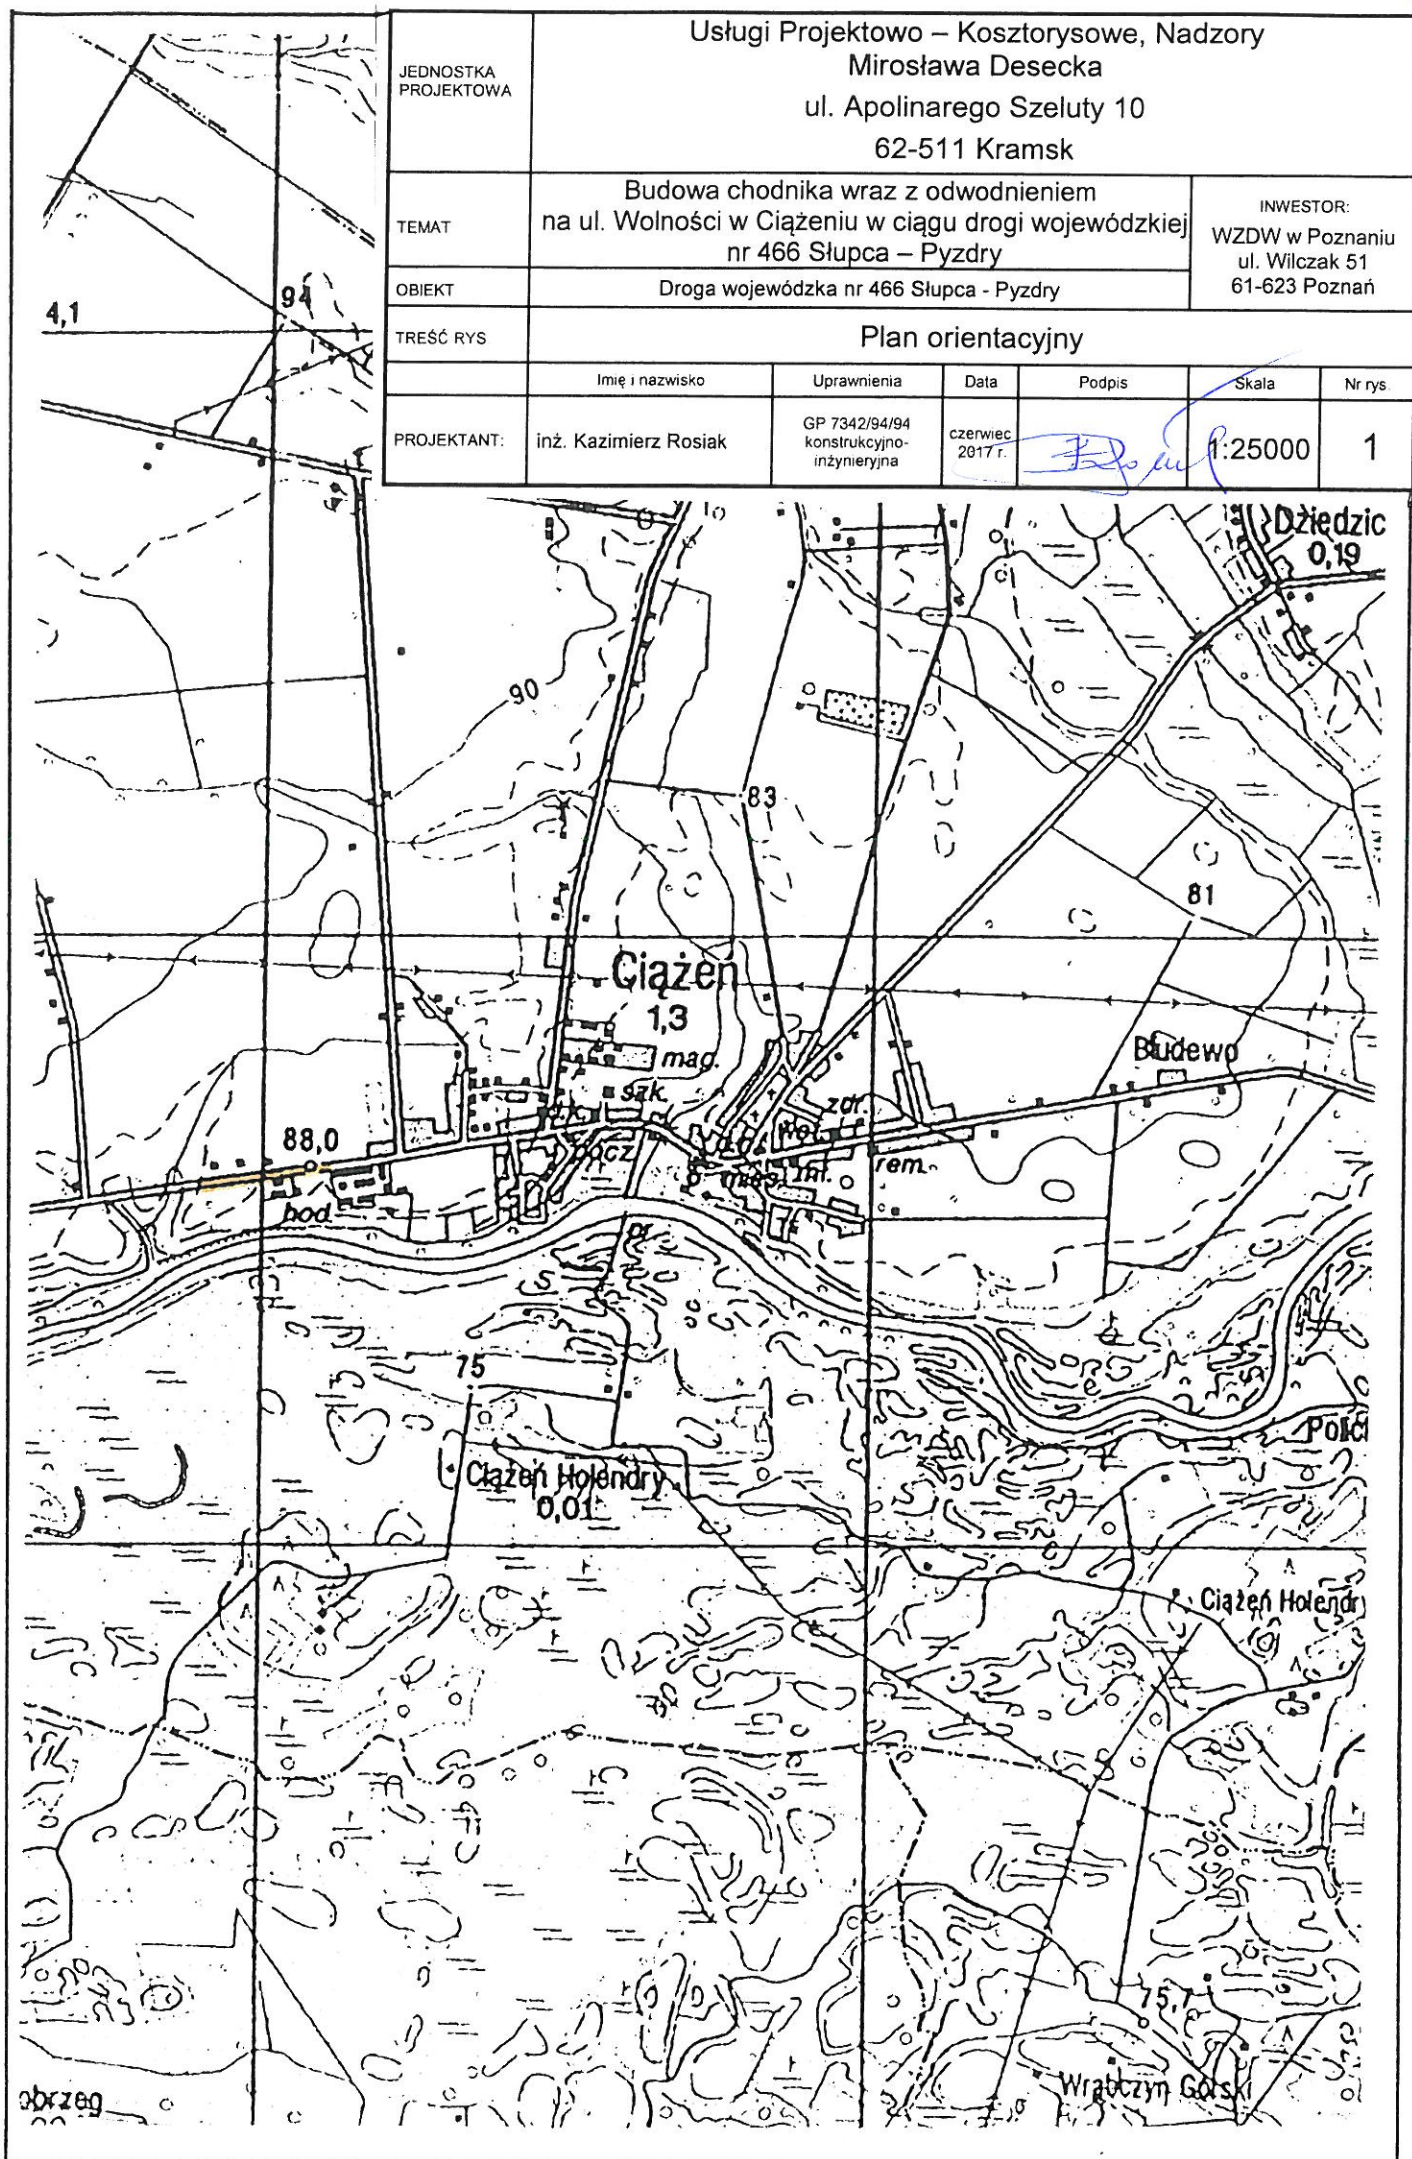 JEDNOSTKA
PROJEKTOWA
Usługi Projektowo – Kosztorysowe, Nadzory
Mirosława Desecka
ul. Apolinarego Szeluty 10
62-511 Kramsk
TEMAT
Budowa chodnika wraz z odwodnieniem
na ul. Wolności w Ciążeniu w ciągu drogi wojewódzkiej
nr 466 Słupca – Pyzdry
INWESTOR:
WZDW w Poznaniu
ul. Wilczak 51
61-623 Poznań
OBIEKT
Droga wojewódzka nr 466 Słupca - Pyzdry
TREŚĆ RYS
Plan orientacyjny
Imię i nazwisko
Uprawnienia
Data
Podpis
Skala
Nr rys.
PROJEKTANT:
inż. Kazimierz Rosiak
GP 7342/94/94
konstrukcyjno-
inżynieryjna
czerwiec
2017 r.
1:25000
1
94
4,1
Dziedzic
0,19
90
83
81
Ciążeń
1,3
mag.
Budewo
szk.
zdr.
88,0
pocz.
rem.
hod.
75
Policl
Ciążeń Holendry
0,01
Ciążeń Holendr
75,7
Wrąbczyn Górski
obrzeg